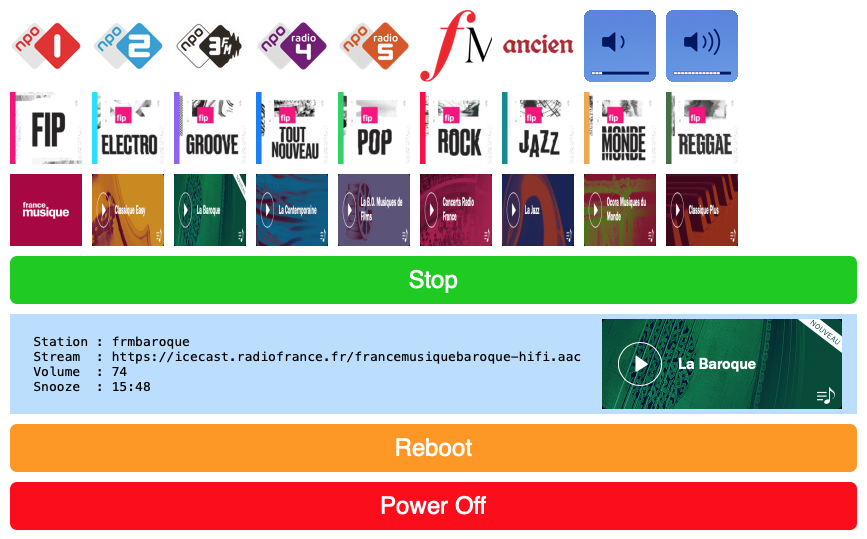 npo 1
npo 2
npo 3FM
npo radio 4
npo radio 5
fM
ancien
FIP
fip ELECTRO
fip GROOVE
fip TOUT NOUVEAU
fip POP
fip ROCK
fip JAZZ
fip MONDE
fip REGGAE
france musique
Classique Easy
La Baroque
La Contemporaine
La B.O. Musiques de Films
Concerts Radio France
La Jazz
Ocora Musiques du Monde
Classique Plus
Stop
Station : frmbaroque
Stream : https://icecast.radiofrance.fr/francemusiquebaroque-hifi.aac
Volume : 74
Snooze : 15:48
NOUVEAU
La Baroque
Reboot
Power Off